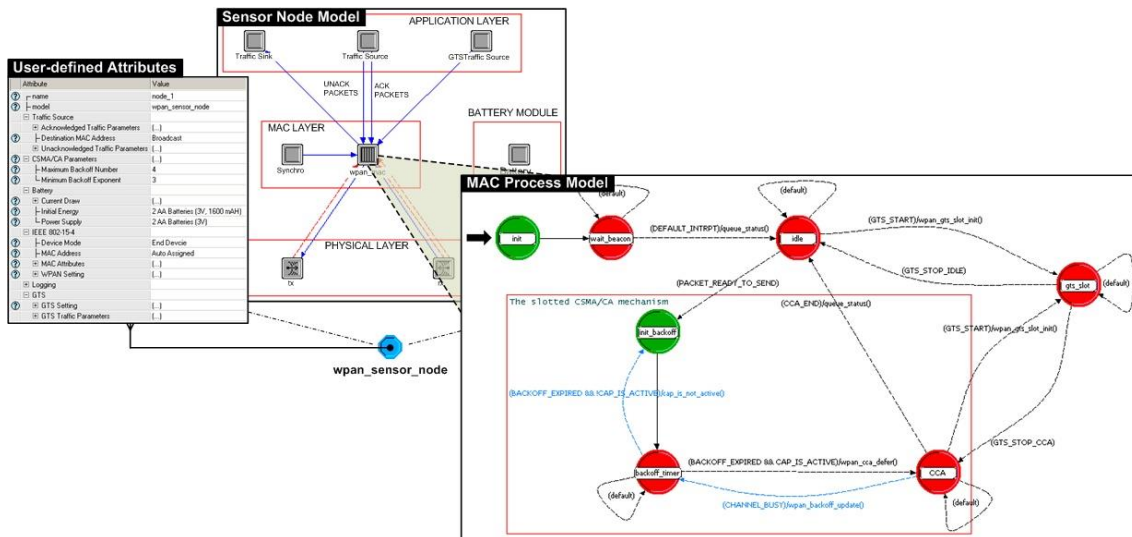 Sensor Node Model
APPLICATION LAYER
Traffic Sink
Traffic Source
GTSTraffic Source
UNACK
PACKETS
ACK
PACKETS
MAC LAYER
BATTERY MODULE
Synchro
wpan_mac
Battery
PHYSICAL LAYER
tx
User-defined Attributes
Attribute Value
name node_1
model wpan_sensor_node
Traffic Source
Acknowledged Traffic Parameters (...)
Destination MAC Address Broadcast
Unacknowledged Traffic Parameters (...)
CSMA/CA Parameters (...)
Maximum Backoff Number 4
Minimum Backoff Exponent 3
Battery
Current Draw (...)
Initial Energy 2 AA Batteries (3V, 1600 mAH)
Power Supply 2 AA Batteries (3V)
IEEE 802-15-4
Device Mode End Devcie
MAC Address Auto Assigned
MAC Attributes (...)
WPAN Setting (...)
Logging
GTS
GTS Setting (...)
GTS Traffic Parameters (...)
wpan_sensor_node
MAC Process Model
(default)
(default)
(GTS_START)/wpan_gts_slot_init()
init
wait_beacon
(DEFAULT_INTRPT)/queue_status()
idle
(GTS_STOP_IDLE)
gts_slot
(default)
(PACKET_READY_TO_SEND)
(CCA_END)/queue_status()
The slotted CSMA/CA mechanism
init_backoff
(GTS_START)/wpan_gts_slot_init()
(BACKOFF_EXPIRED && !CAP_IS_ACTIVE)/cap_is_not_active()
(GTS_STOP_CCA)
(BACKOFF_EXPIRED && CAP_IS_ACTIVE)/wpan_cca_defer()
backoff_timer
CCA
(default)
(CHANNEL_BUSY)/wpan_backoff_update()
(default)